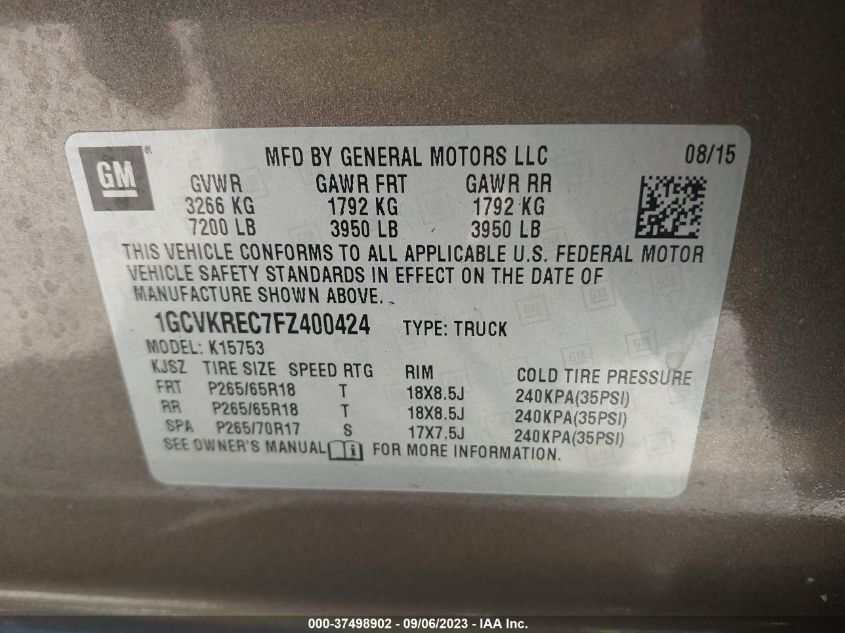 GM ® MFD BY GENERAL MOTORS LLC 08/15
GVWR GAWR FRT GAWR RR
3266 KG 1792 KG 1792 KG
7200 LB 3950 LB 3950 LB
THIS VEHICLE CONFORMS TO ALL APPLICABLE U.S. FEDERAL MOTOR
VEHICLE SAFETY STANDARDS IN EFFECT ON THE DATE OF
MANUFACTURE SHOWN ABOVE.
1GCVKREC7FZ400424 TYPE: TRUCK
MODEL: K15753
KJSZ TIRE SIZE SPEED RTG RIM COLD TIRE PRESSURE
FRT P265/65R18 T 18X8.5J 240KPA(35PSI)
RR P265/65R18 T 18X8.5J 240KPA(35PSI)
SPA P265/70R17 S 17X7.5J 240KPA(35PSI)
SEE OWNER'S MANUAL FOR MORE INFORMATION.
000-37498902 - 09/06/2023 - IAA Inc.